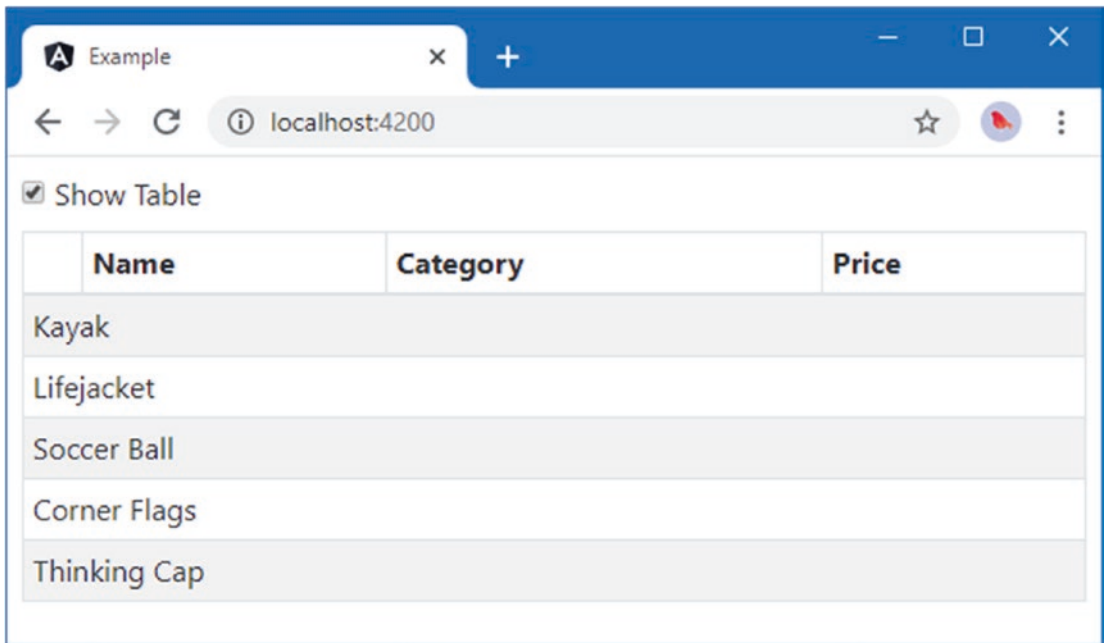 Example
localhost:4200
Show Table
Name Category Price
Kayak
Lifejacket
Soccer Ball
Corner Flags
Thinking Cap